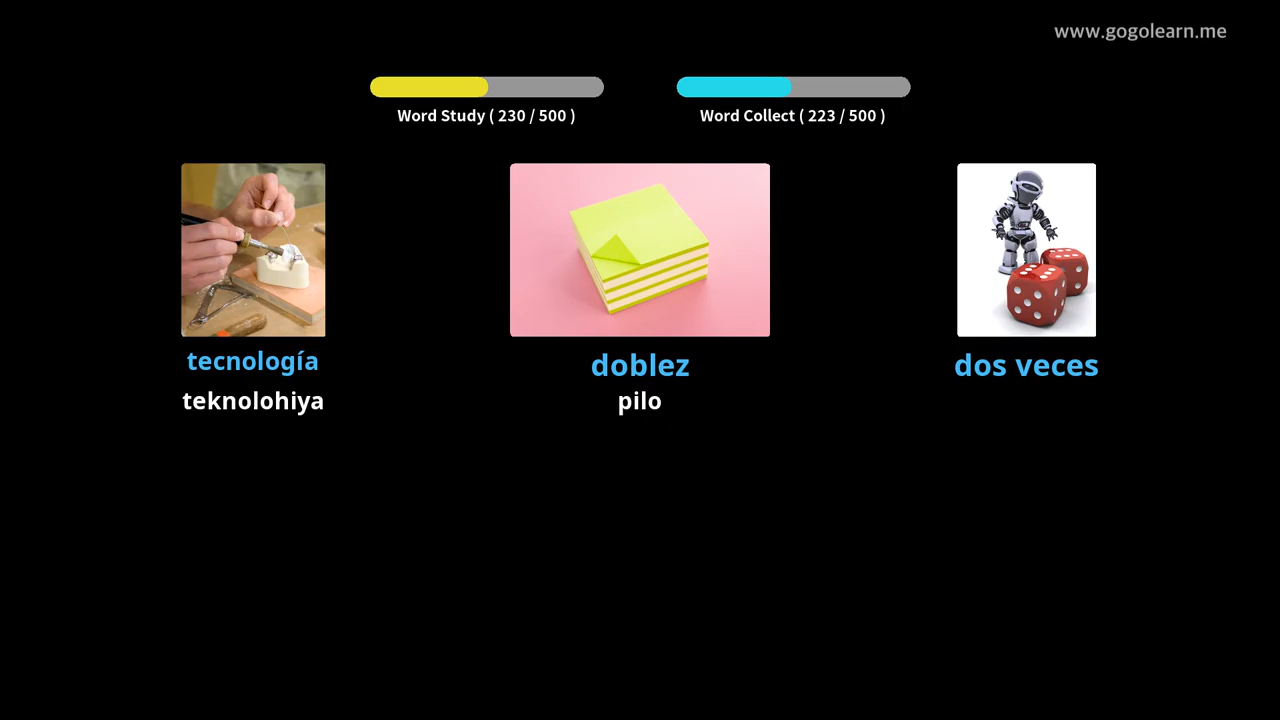 www.gogolearn.me
Word Study ( 230 / 500 )
Word Collect ( 223 / 500 )
tecnología
teknolohiya
doblez
pilo
dos veces